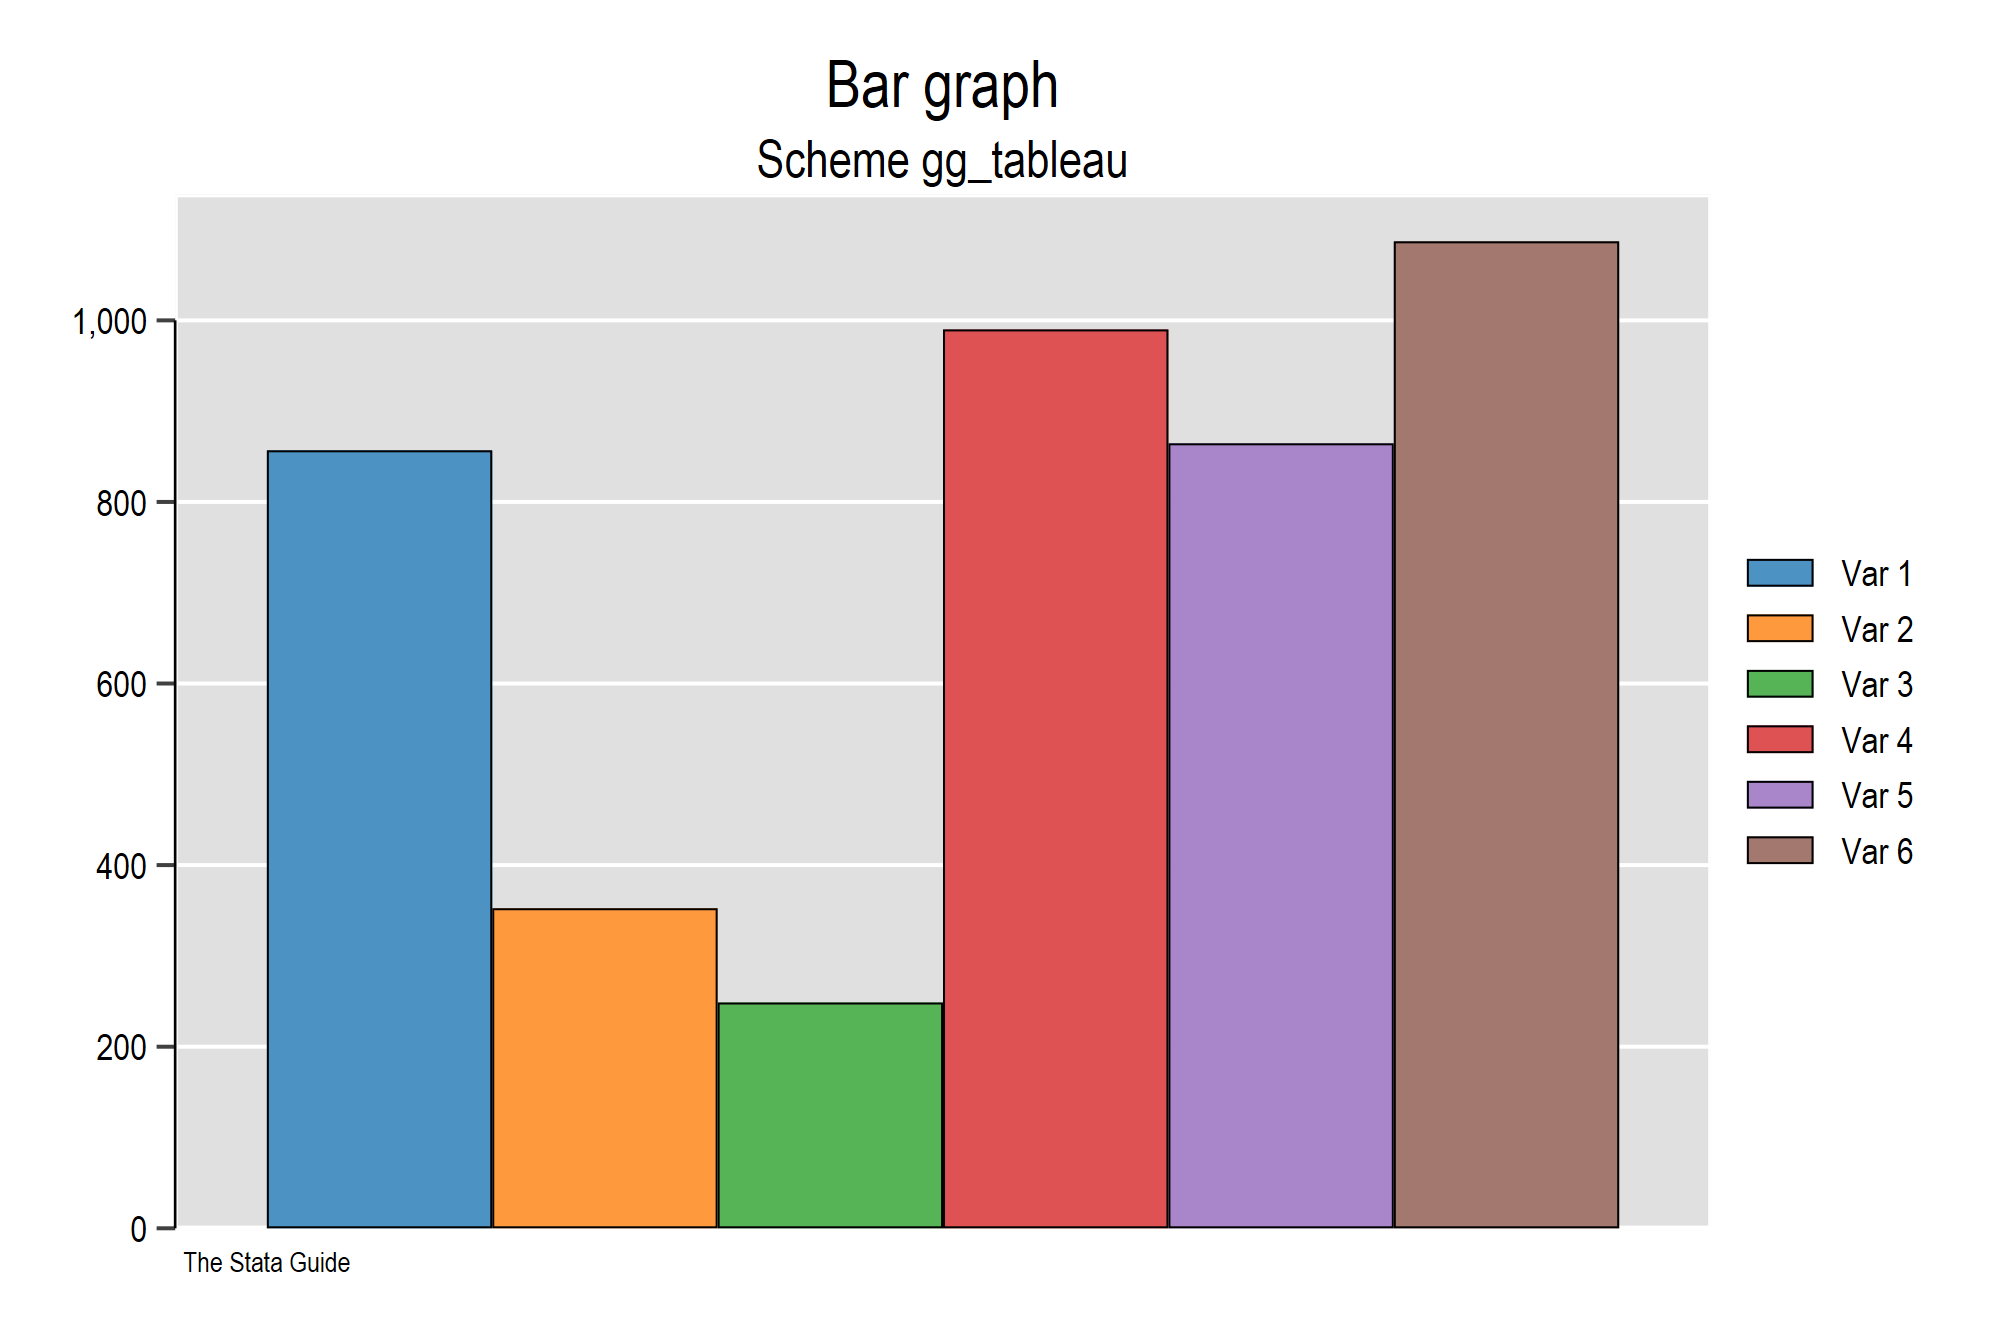 Bar graph
Scheme gg_tableau
1,000
800
600
400
200
0
Var 1
Var 2
Var 3
Var 4
Var 5
Var 6
The Stata Guide